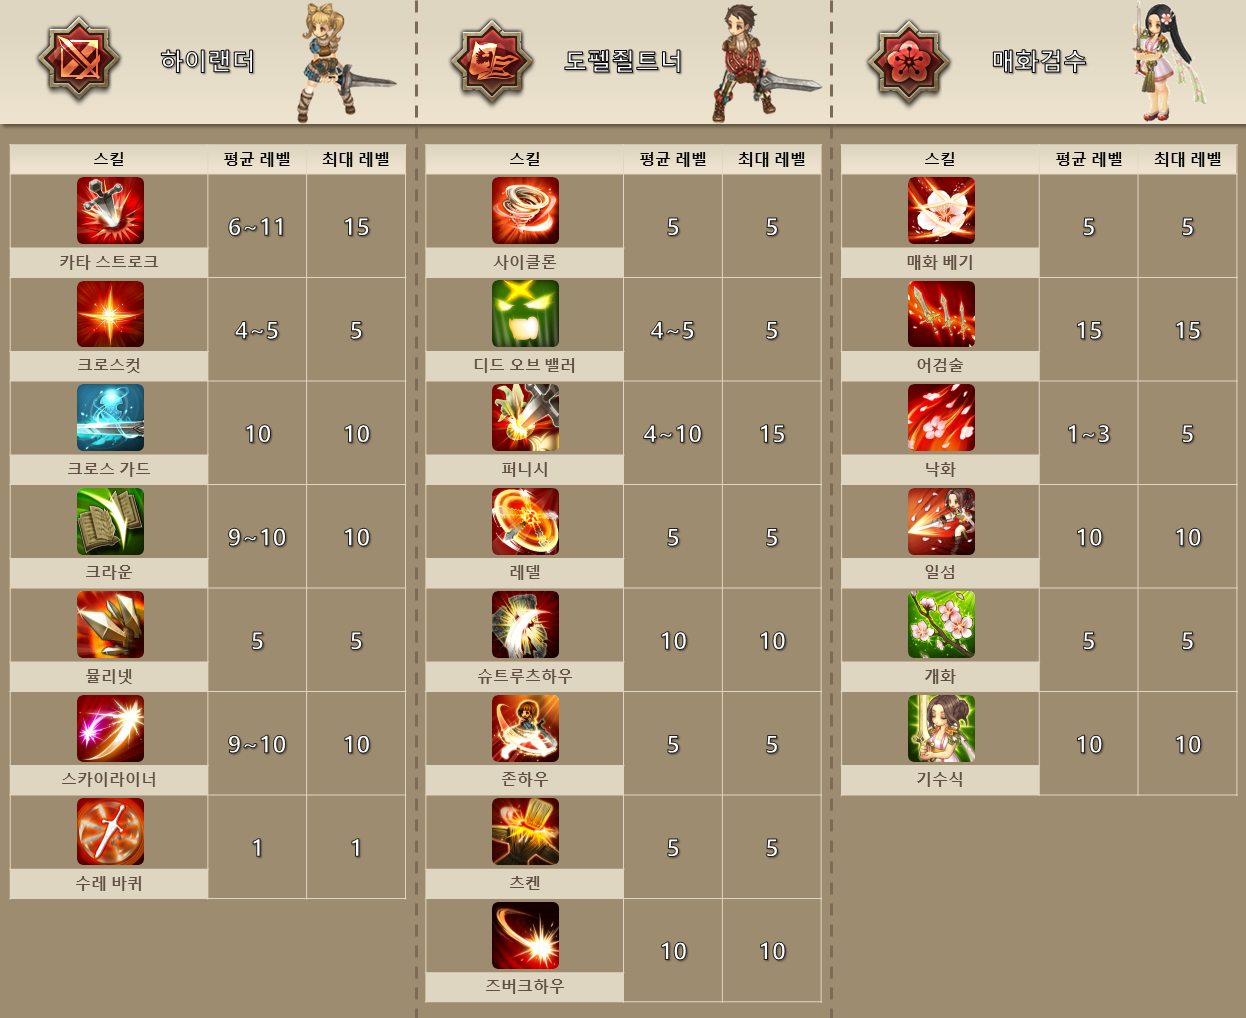 하이랜더
스킬 평균 레벨 최대 레벨
6~11 15
카타 스트로크
4~5 5
크로스컷
10 10
크로스 가드
9~10 10
크라운
5 5
뮬리넷
9~10 10
스카이라이너
1 1
수레 바퀴
도펠죌트너
스킬 평균 레벨 최대 레벨
5 5
사이클론
4~5 5
디드 오브 밸러
4~10 15
퍼니시
5 5
레델
10 10
슈트루츠하우
5 5
존하우
5 5
츠켄
10 10
즈버크하우
매화검수
스킬 평균 레벨 최대 레벨
5 5
매화 베기
15 15
어검술
1~3 5
낙화
10 10
일섬
5 5
개화
10 10
기수식